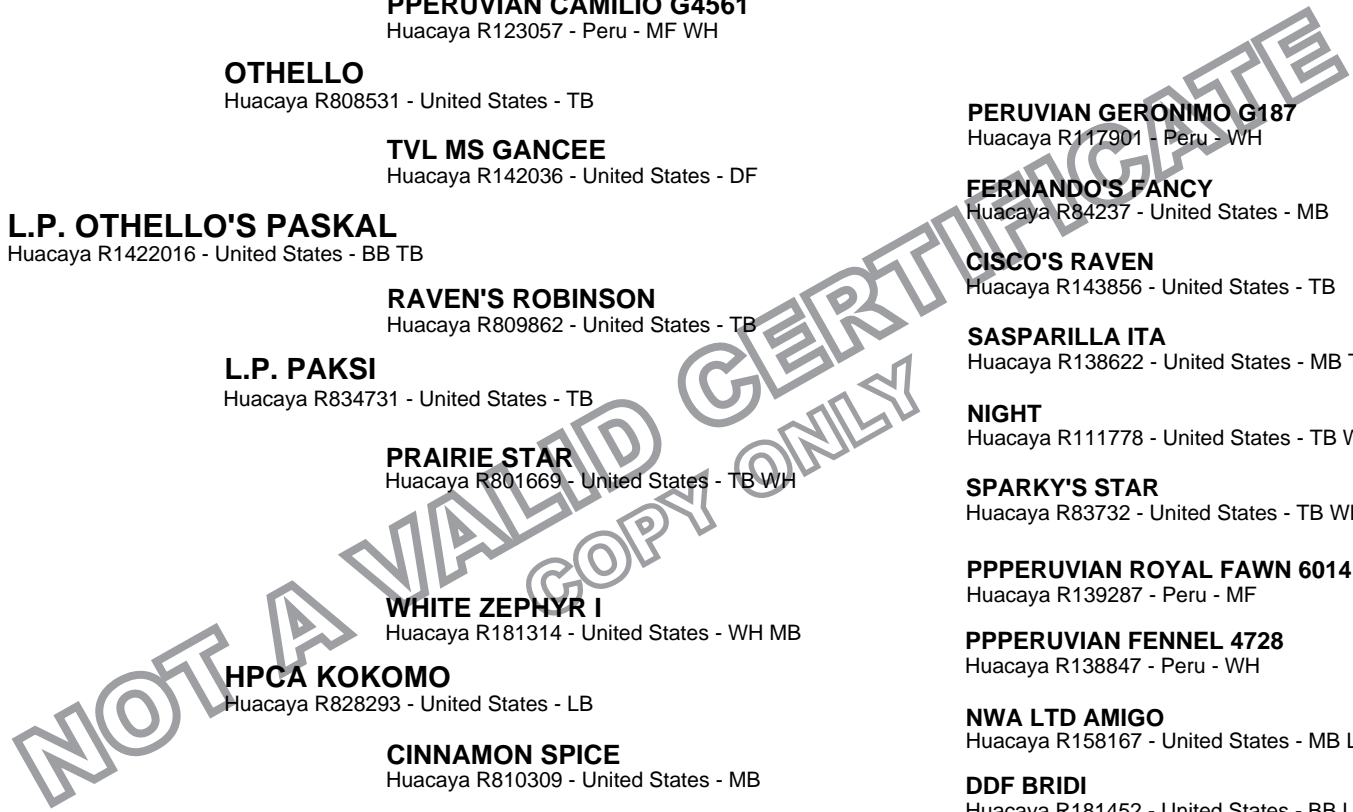 PPERUVIAN CAMILIO G4561
Huacaya R123057 - Peru - MF WH
OTHELLO
Huacaya R808531 - United States - TB
TVL MS GANCEE
Huacaya R142036 - United States - DF
L.P. OTHELLO'S PASKAL
Huacaya R1422016 - United States - BB TB
RAVEN'S ROBINSON
Huacaya R809862 - United States - TB
L.P. PAKSI
Huacaya R834731 - United States - TB
PRAIRIE STAR
Huacaya R801669 - United States - TB WH
WHITE ZEPHYR I
Huacaya R181314 - United States - WH MB
HPCA KOKOMO
Huacaya R828293 - United States - LB
CINNAMON SPICE
Huacaya R810309 - United States - MB
PERUVIAN GERONIMO G187
Huacaya R117901 - Peru - WH
FERNANDO'S FANCY
Huacaya R84237 - United States - MB
CISCO'S RAVEN
Huacaya R143856 - United States - TB
SASPARILLA ITA
Huacaya R138622 - United States - MB
NIGHT
Huacaya R111778 - United States - TB
SPARKY'S STAR
Huacaya R83732 - United States - TB
PPPERUVIAN ROYAL FAWN 6014
Huacaya R139287 - Peru - MF
PPPERUVIAN FENNEL 4728
Huacaya R138847 - Peru - WH
NWA LTD AMIGO
Huacaya R158167 - United States - MB
DDF BRIDI
Huacaya R181452 - United States - BB
NOT A VALID CERTIFICATE
COPY ONLY